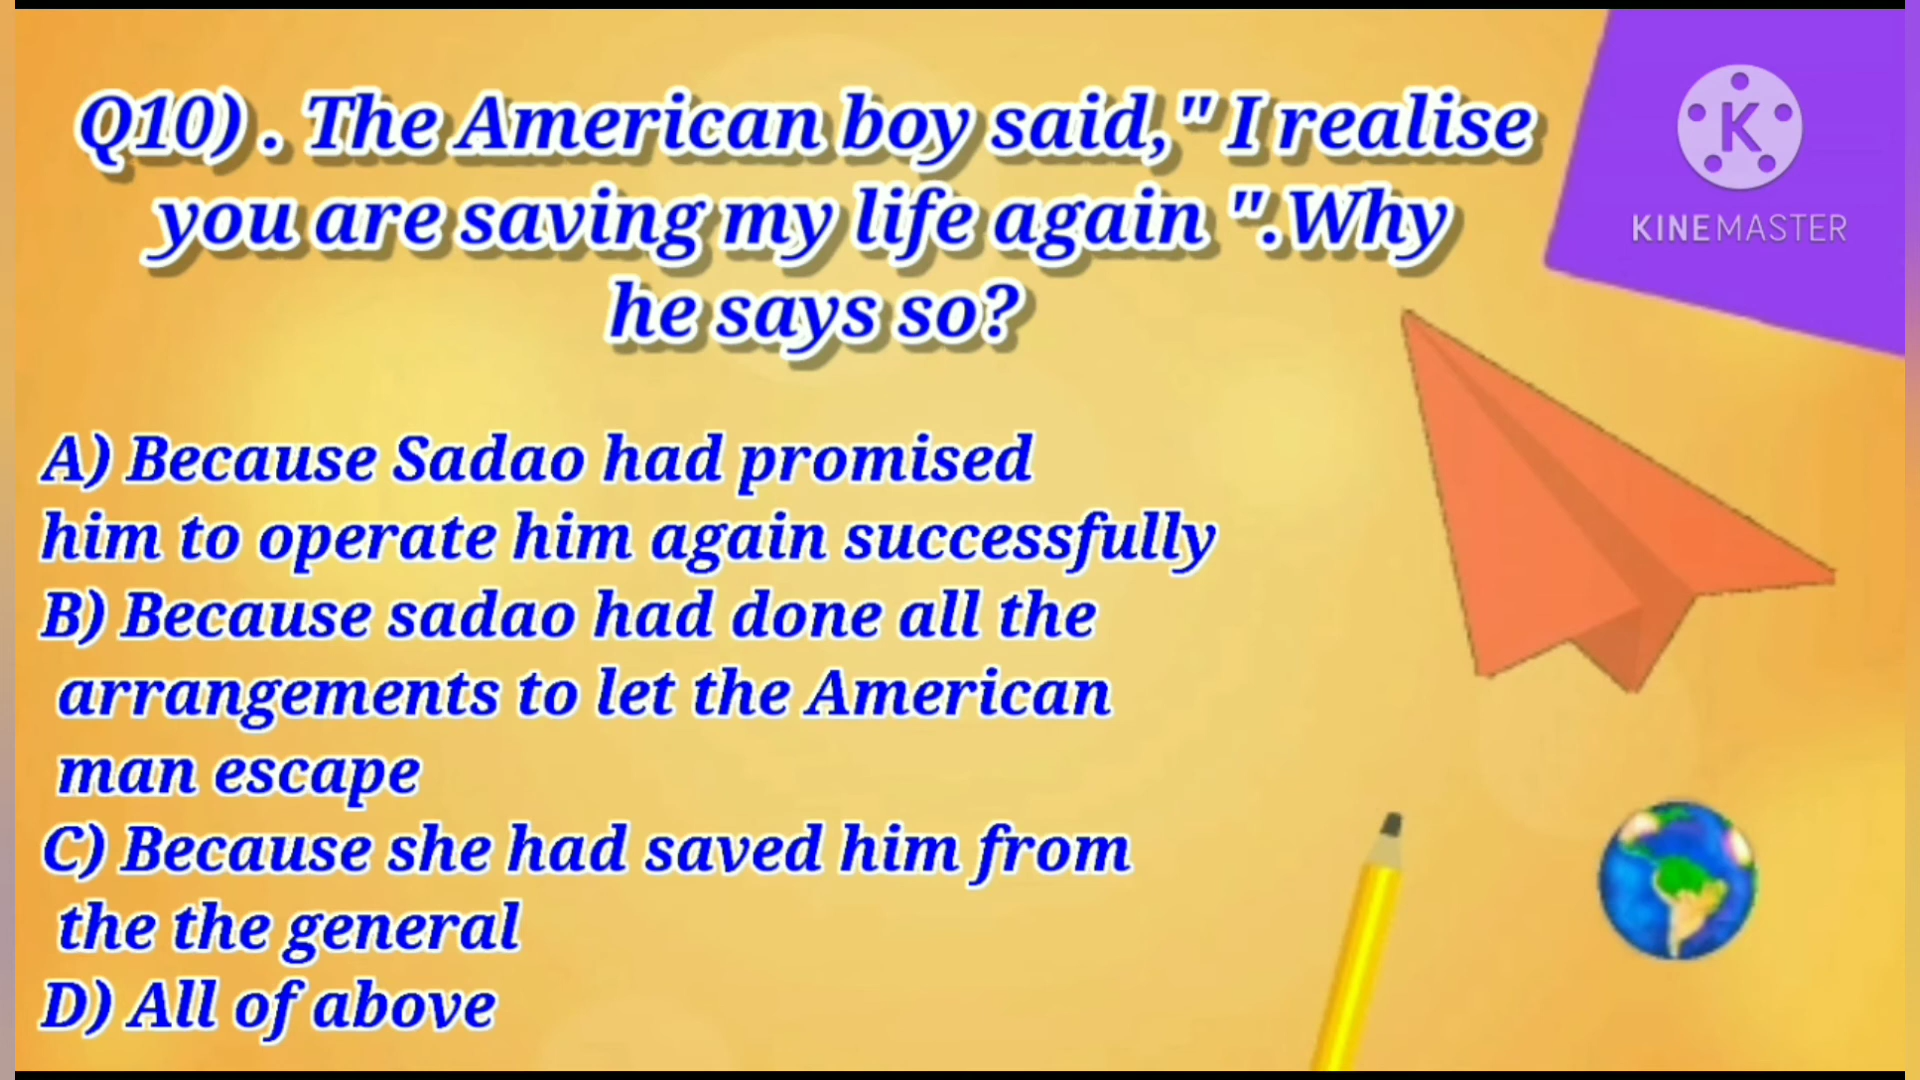 Q10) . The American boy said," I realise
you are saving my life again ".Why
he says so?
K
KINEMASTER
A) Because Sadao had promised
him to operate him again successfully
B) Because sadao had done all the
arrangements to let the American
man escape
C) Because she had saved him from
the the general
D) All of above